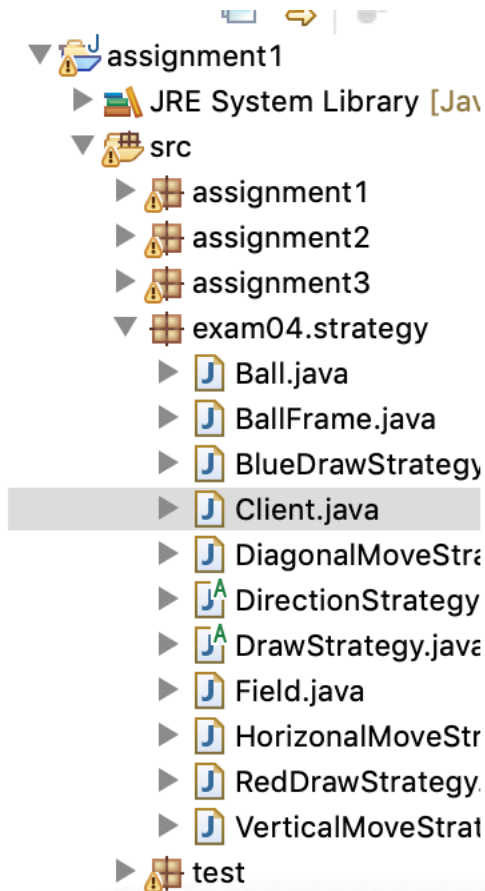 assignment1
JRE System Library [Jav
src
assignment1
assignment2
assignment3
exam04.strategy
Ball.java
BallFrame.java
BlueDrawStrategy
Client.java
DiagonalMoveStra
DirectionStrategy
DrawStrategy.java
Field.java
HorizonalMoveStr
RedDrawStrategy.
VerticalMoveStrat
test